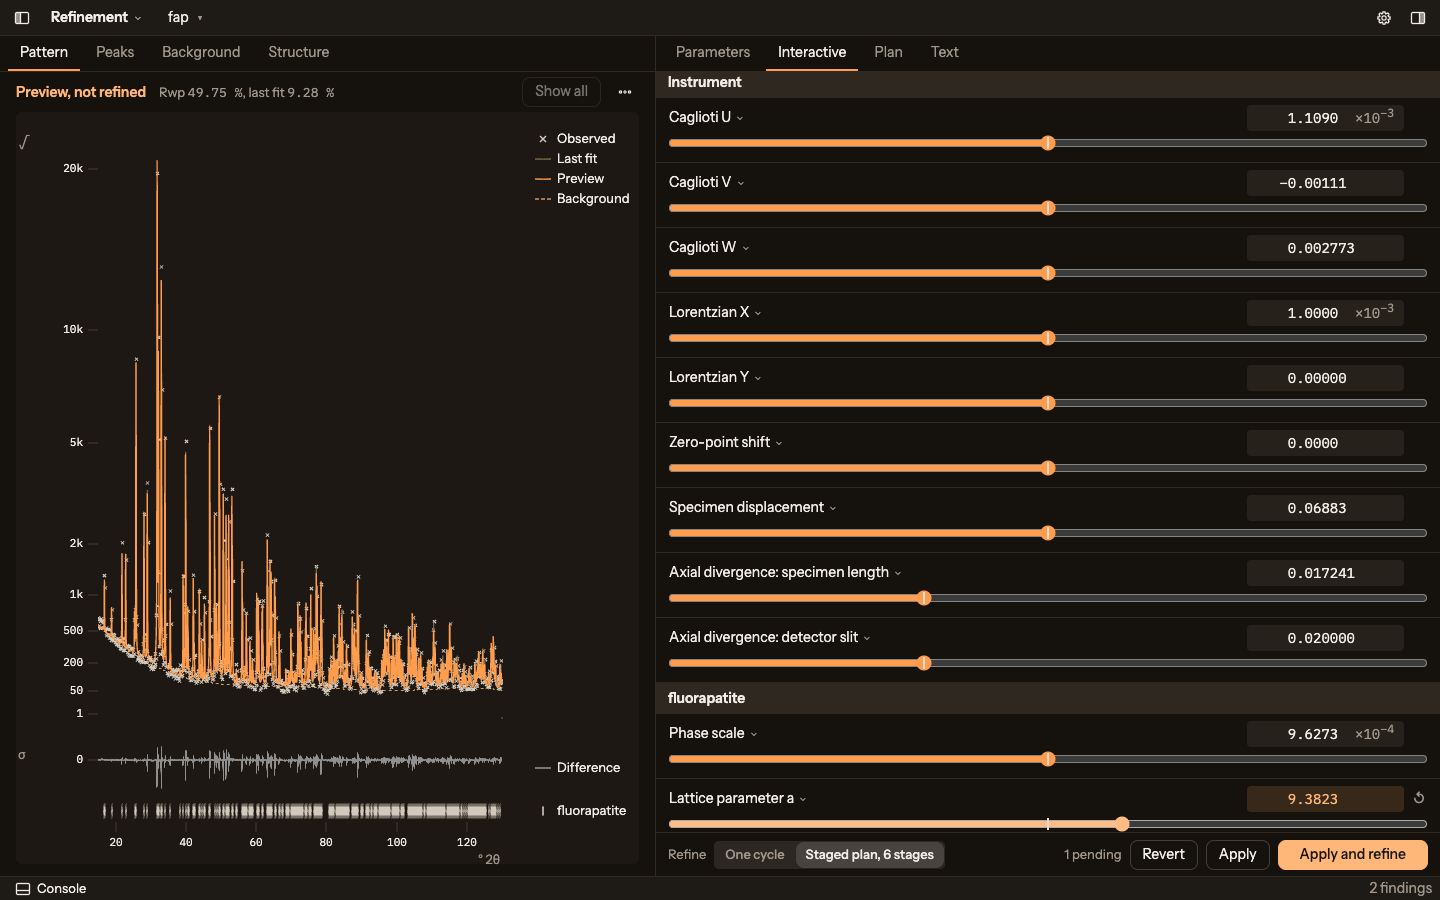 Refinement fap
Pattern Peaks Background Structure
Parameters Interactive Plan Text
Preview, not refined Rwp 49.75 %, last fit 9.28 % Show all
√
Observed
Last fit
Preview
Background
20k
10k
5k
2k
1k
500
200
50
1
σ
0
Difference
fluorapatite
20 40 60 80 100 120
°2θ
Instrument
Caglioti U 1.1090 ×10⁻³
Caglioti V −0.00111
Caglioti W 0.002773
Lorentzian X 1.0000 ×10⁻³
Lorentzian Y 0.00000
Zero-point shift 0.0000
Specimen displacement 0.06883
Axial divergence: specimen length 0.017241
Axial divergence: detector slit 0.020000
fluorapatite
Phase scale 9.6273 ×10⁻⁴
Lattice parameter a 9.3823
Refine One cycle Staged plan, 6 stages 1 pending Revert Apply Apply and refine
Console 2 findings